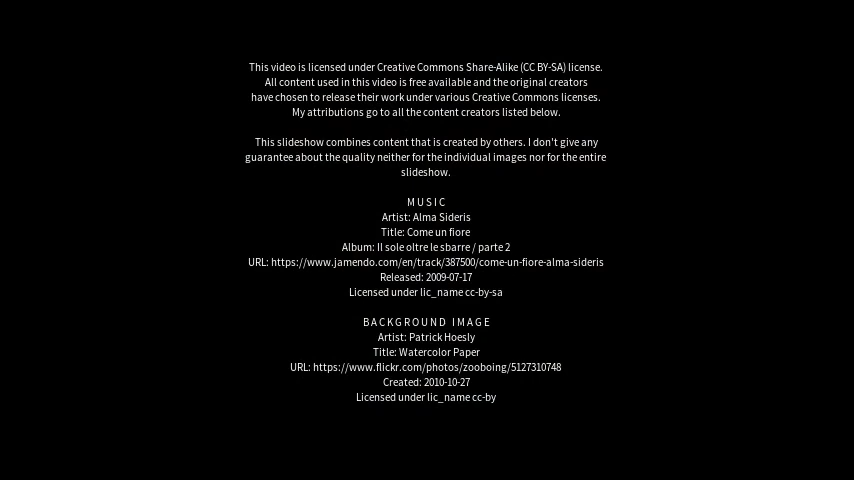 This video is licensed under Creative Commons Share-Alike (CC BY-SA) license.
All content used in this video is free available and the original creators
have chosen to release their work under various Creative Commons licenses.
My attributions go to all the content creators listed below.
This slideshow combines content that is created by others. I don't give any
guarantee about the quality neither for the individual images nor for the entire
slideshow.
MUSIC
Artist: Alma Sideris
Title: Come un fiore
Album: Il sole oltre le sbarre / parte 2
URL: https://www.jamendo.com/en/track/387500/come-un-fiore-alma-sideris
Released: 2009-07-17
Licensed under lic_name cc-by-sa
BACKGROUND IMAGE
Artist: Patrick Hoesly
Title: Watercolor Paper
URL: https://www.flickr.com/photos/zooboing/5127310748
Created: 2010-10-27
Licensed under lic_name cc-by